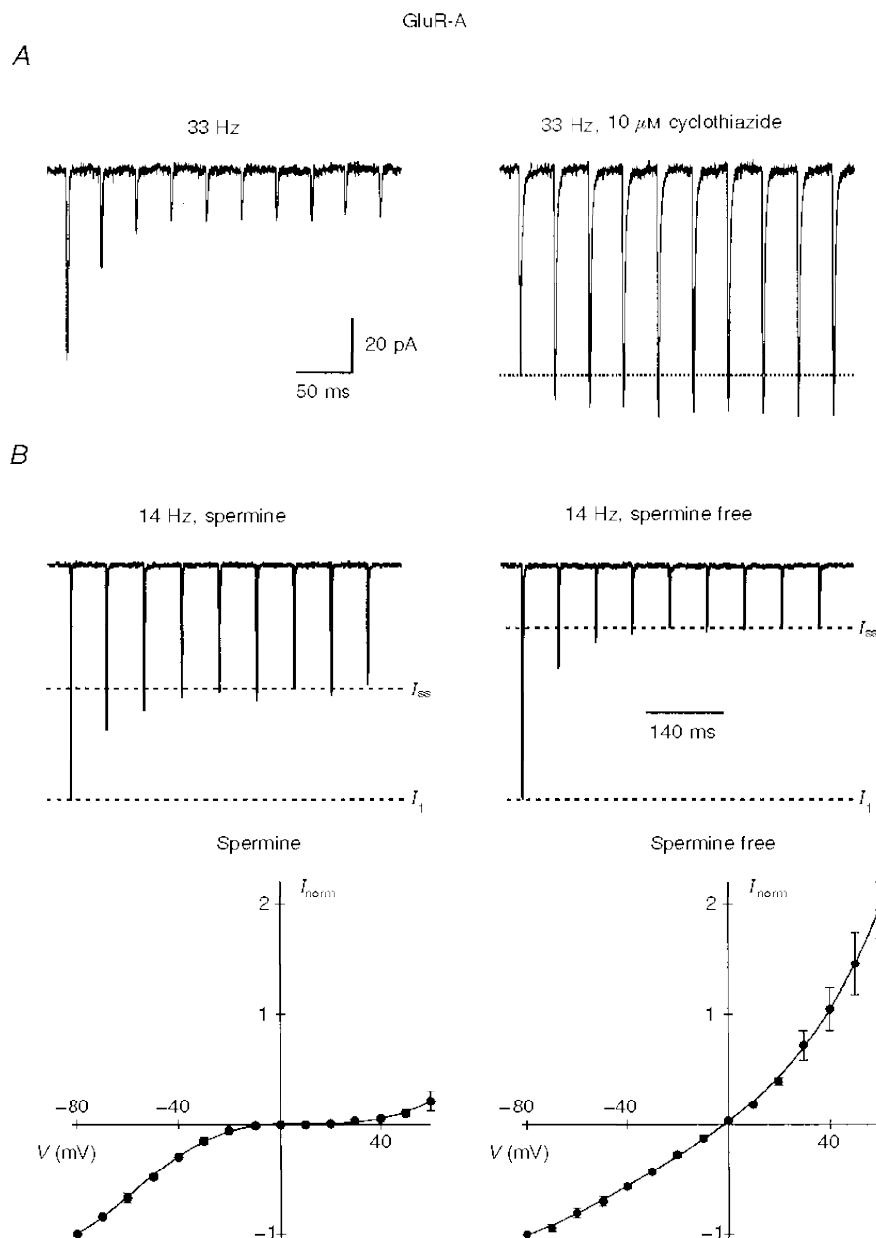 GluR-A
A
33 Hz
33 Hz, 10 μM cyclothiazide
20 pA
50 ms
B
14 Hz, spermine
14 Hz, spermine free
Iss
Iss
140 ms
I1
I1
Spermine
Spermine free
Inorm
Inorm
2
2
1
1
−80
−40
−80
−40
V (mV)
40
V (mV)
40
−1
−1